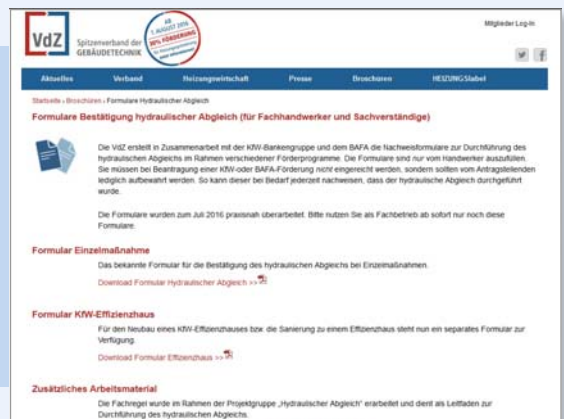 VdZ
Spitzenverband der
GEBÄUDETECHNIK
AB
1. AUGUST 2016
30% FÖRDERUNG
Mitglieder Log-In
Aktuelles Verband Heizungswirtschaft Presse Broschüren HEIZUNGSlabel
Startseite › Broschüren › Formulare Hydraulischer Abgleich
Formulare Bestätigung hydraulischer Abgleich (für Fachhandwerker und Sachverständige)
Die VdZ erstellt in Zusammenarbeit mit der KfW-Bankengruppe und dem BAFA die Nachweisformulare zur Durchführung des
hydraulischen Abgleichs im Rahmen verschiedener Förderprogramme. Die Formulare sind nur vom Handwerker auszufüllen.
Sie müssen bei Beantragung einer KfW-oder BAFA-Förderung nicht eingereicht werden, sondern sollten vom Antragstellenden
lediglich aufbewahrt werden. So kann dieser bei Bedarf jederzeit nachweisen, dass der hydraulische Abgleich durchgeführt
wurde.
Die Formulare wurden zum Juli 2016 praxisnah überarbeitet. Bitte nutzen Sie als Fachbetrieb ab sofort nur noch diese
Formulare.
Formular Einzelmaßnahme
Das bekannte Formular für die Bestätigung des hydraulischen Abgleichs bei Einzelmaßnahmen.
Download Formular Hydraulischer Abgleich >>
Formular KfW-Effizienzhaus
Für den Neubau eines KfW-Effizienzhauses bzw. die Sanierung zu einem Effizienzhaus steht nun ein separates Formular zur
Verfügung.
Download Formular Effizienzhaus >>
Zusätzliches Arbeitsmaterial
Die Fachregel wurde im Rahmen der Projektgruppe „Hydraulischer Abgleich" erarbeitet und dient als Leitfaden zur
Durchführung des hydraulischen Abgleichs.